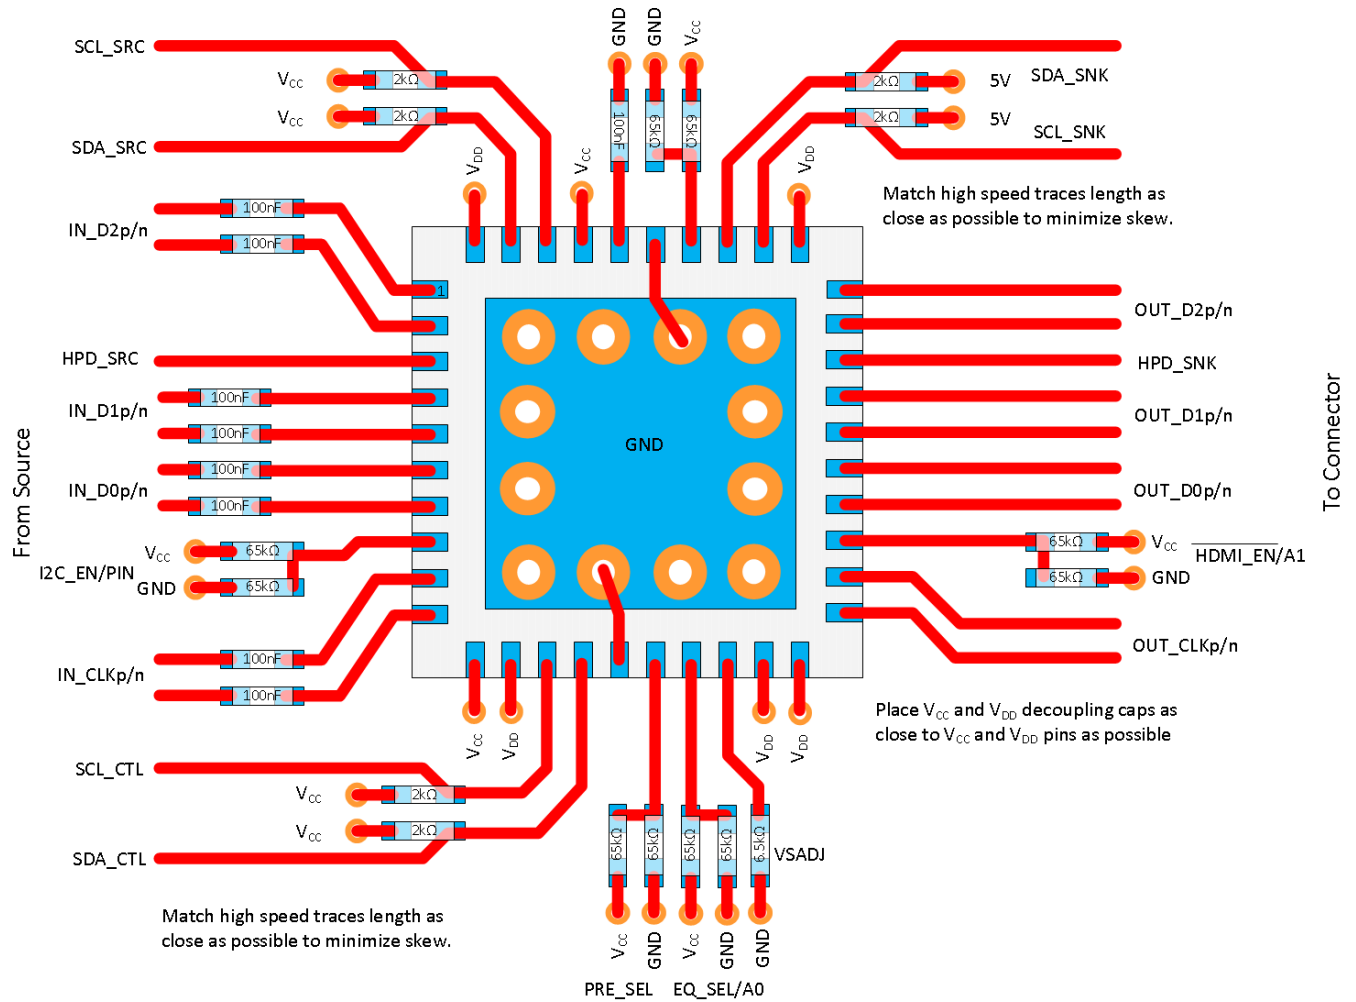 GND
GND
VCC
SCL_SRC
VCC
2kΩ
VCC
2kΩ
SDA_SRC
VDD
VCC
100nF
65kΩ
65kΩ
VDD
2kΩ
5V
SDA_SNK
2kΩ
5V
SCL_SNK
Match high speed traces length as
close as possible to minimize skew.
100nF
IN_D2p/n
100nF
1
HPD_SRC
100nF
IN_D1p/n
100nF
100nF
IN_D0p/n
100nF
VCC
65kΩ
I2C_EN/PIN
GND
65kΩ
100nF
IN_CLKp/n
100nF
From Source
GND
OUT_D2p/n
HPD_SNK
OUT_D1p/n
OUT_D0p/n
65kΩ
VCC
HDMI_EN/A1
65kΩ
GND
OUT_CLKp/n
To Connector
Place VCC and VDD decoupling caps as
close to VCC and VDD pins as possible
VCC
VDD
VDD
VDD
SCL_CTL
VCC
2kΩ
VCC
2kΩ
SDA_CTL
65kΩ
65kΩ
65kΩ
65kΩ
6.5kΩ
VSADJ
Match high speed traces length as
close as possible to minimize skew.
VCC
GND
VCC
GND
GND
PRE_SEL
EQ_SEL/A0